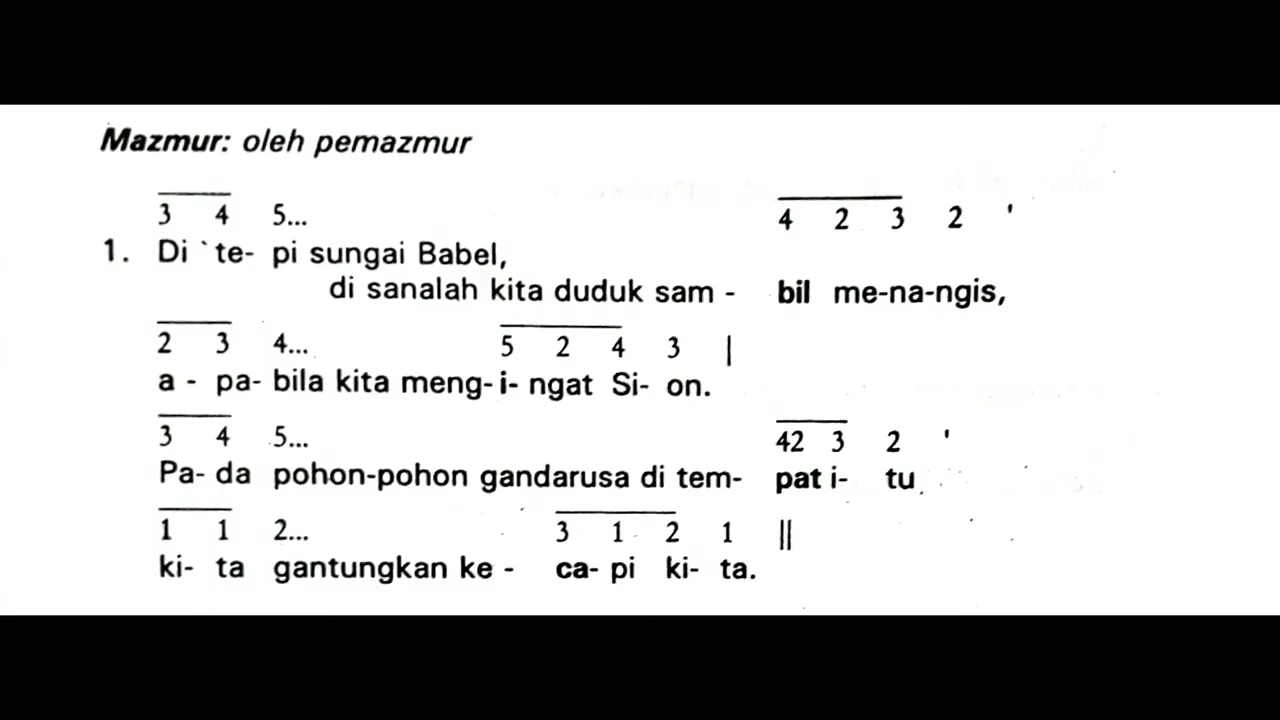 Mazmur: oleh pemazmur
3 4 5... 4 2 3 2 '
1. Di te- pi sungai Babel,
di sanalah kita duduk sam - bil me-na-ngis,
2 3 4... 5 2 4 3 |
a - pa- bila kita meng-i- ngat Si- on.
3 4 5... 42 3 2 '
Pa- da pohon-pohon gandarusa di tem- pat i- tu
1 1 2... 3 1 2 1 ||
ki- ta gantungkan ke - ca- pi ki- ta.